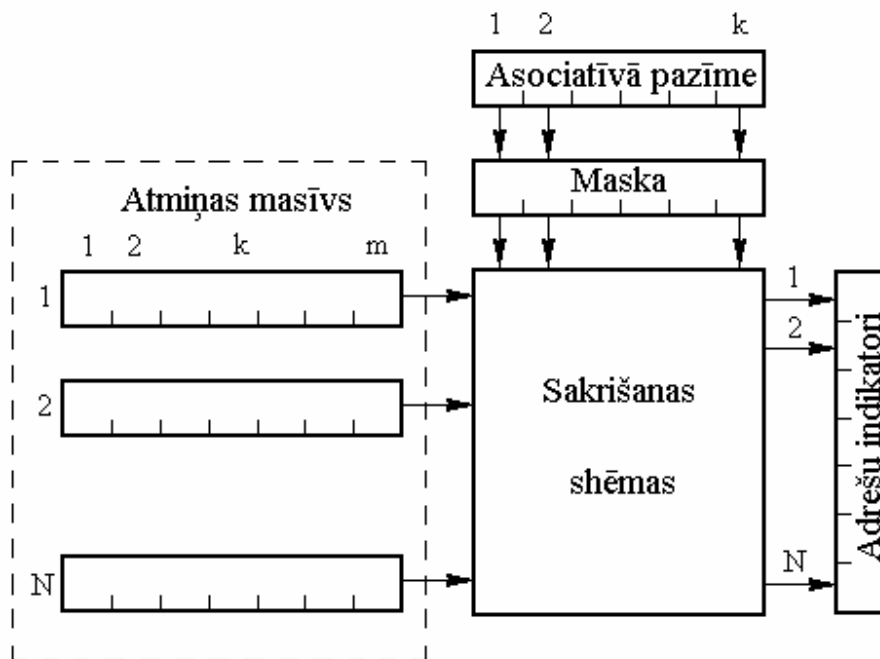 1 2 k
Asociatīvā pazīme
Maska
Atmiņas masīvs
1 2 k m
1
2
N
Sakrišanas
shēmas
1
2
N
Adrešu indikatori